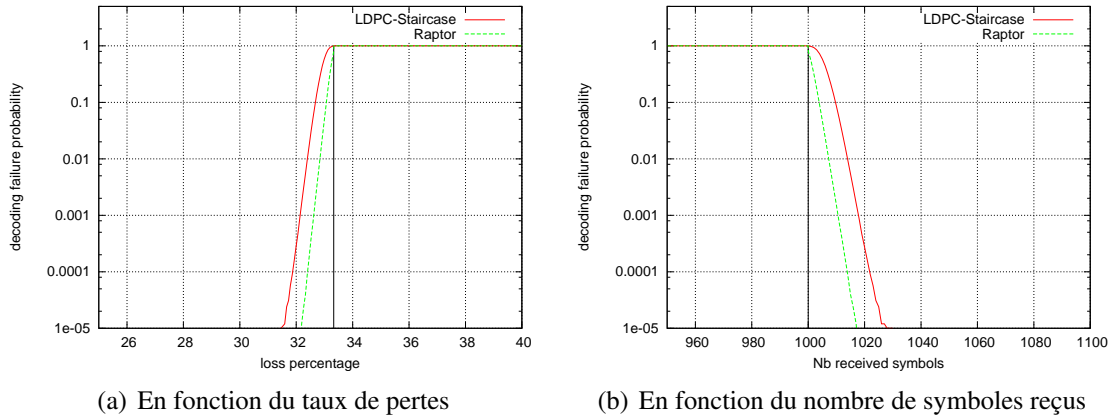 LDPC-Staircase
Raptor
1
0.1
0.01
0.001
0.0001
1e-05
decoding failure probability
26 28 30 32 34 36 38 40
loss percentage
(a) En fonction du taux de pertes
LDPC-Staircase
Raptor
1
0.1
0.01
0.001
0.0001
1e-05
decoding failure probability
960 980 1000 1020 1040 1060 1080 1100
Nb received symbols
(b) En fonction du nombre de symboles reçus